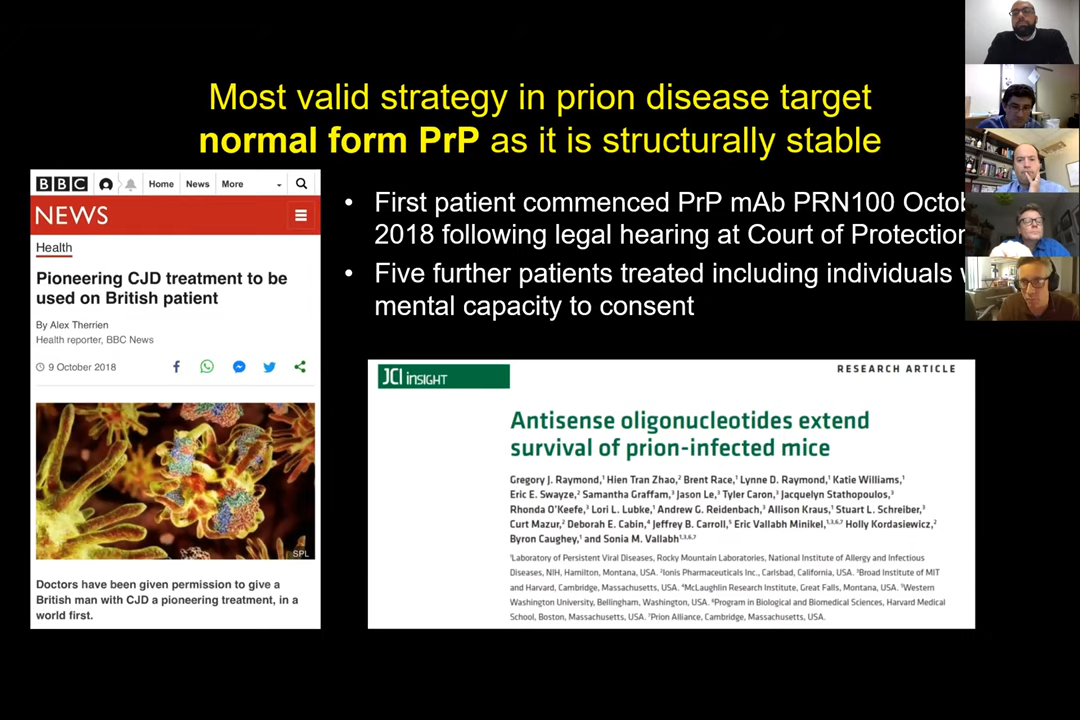 Most valid strategy in prion disease target
normal form PrP as it is structurally stable
BBC Home News More
NEWS
Health
Pioneering CJD treatment to be
used on British patient
By Alex Therrien
Health reporter, BBC News
9 October 2018
SPL
Doctors have been given permission to give a
British man with CJD a pioneering treatment, in a
world first.
• First patient commenced PrP mAb PRN100
2018 following legal hearing at Court of Protection
• Five further patients treated including individuals
mental capacity to consent
JCI insight
RESEARCH ARTICLE
Antisense oligonucleotides extend
survival of prion-infected mice
Gregory J. Raymond,¹ Hien Tran Zhao,² Brent Race,¹ Lynne D. Raymond,¹ Katie Williams,¹
Eric E. Swayze,² Samantha Graffam,³ Jason Le,³ Tyler Caron,³ Jacquelyn Stathopoulos,³
Rhonda O'Keefe,³ Lori L. Lubke,¹ Andrew G. Reidenbach,³ Allison Kraus,¹ Stuart L. Schreiber,³
Curt Mazur,² Deborah E. Cabin,⁴ Jeffrey B. Carroll,⁵ Eric Vallabh Minikel,¹,³,⁶,⁷ Holly Kordasiewicz,²
Byron Caughey,¹ and Sonia M. Vallabh¹,³,⁶,⁷
¹Laboratory of Persistent Viral Diseases, Rocky Mountain Laboratories, National Institute of Allergy and Infectious
Diseases, NIH, Hamilton, Montana, USA. ²Ionis Pharmaceuticals Inc., Carlsbad, California, USA. ³Broad Institute of MIT
and Harvard, Cambridge, Massachusetts, USA. ⁴McLaughlin Research Institute, Great Falls, Montana, USA. ⁵Western
Washington University, Bellingham, Washington, USA. ⁶Program in Biological and Biomedical Sciences, Harvard Medical
School, Boston, Massachusetts, USA. ⁷Prion Alliance, Cambridge, Massachusetts, USA.